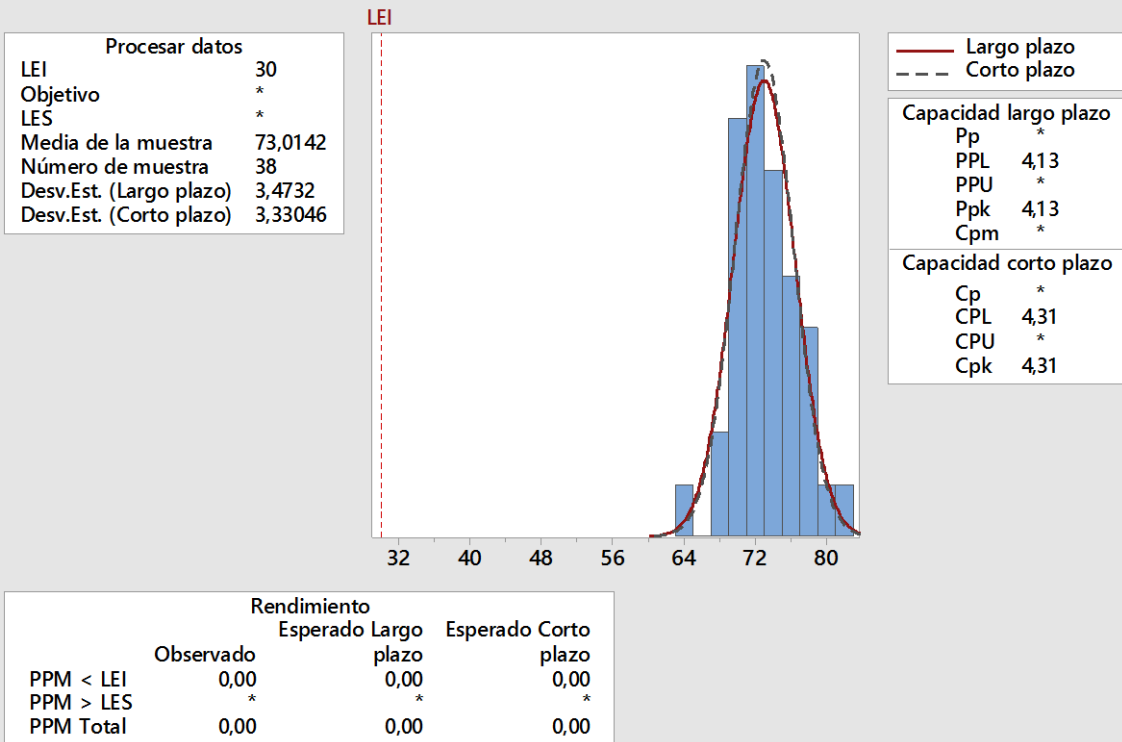 LEI
Procesar datos
LEI 30
Objetivo *
LES *
Media de la muestra 73,0142
Número de muestra 38
Desv.Est. (Largo plazo) 3,4732
Desv.Est. (Corto plazo) 3,33046
Largo plazo
Corto plazo
Capacidad largo plazo
Pp *
PPL 4,13
PPU *
Ppk 4,13
Cpm *
Capacidad corto plazo
Cp *
CPL 4,31
CPU *
Cpk 4,31
32 40 48 56 64 72 80
Rendimiento
Esperado Largo Esperado Corto
Observado plazo plazo
PPM < LEI 0,00 0,00 0,00
PPM > LES * * *
PPM Total 0,00 0,00 0,00